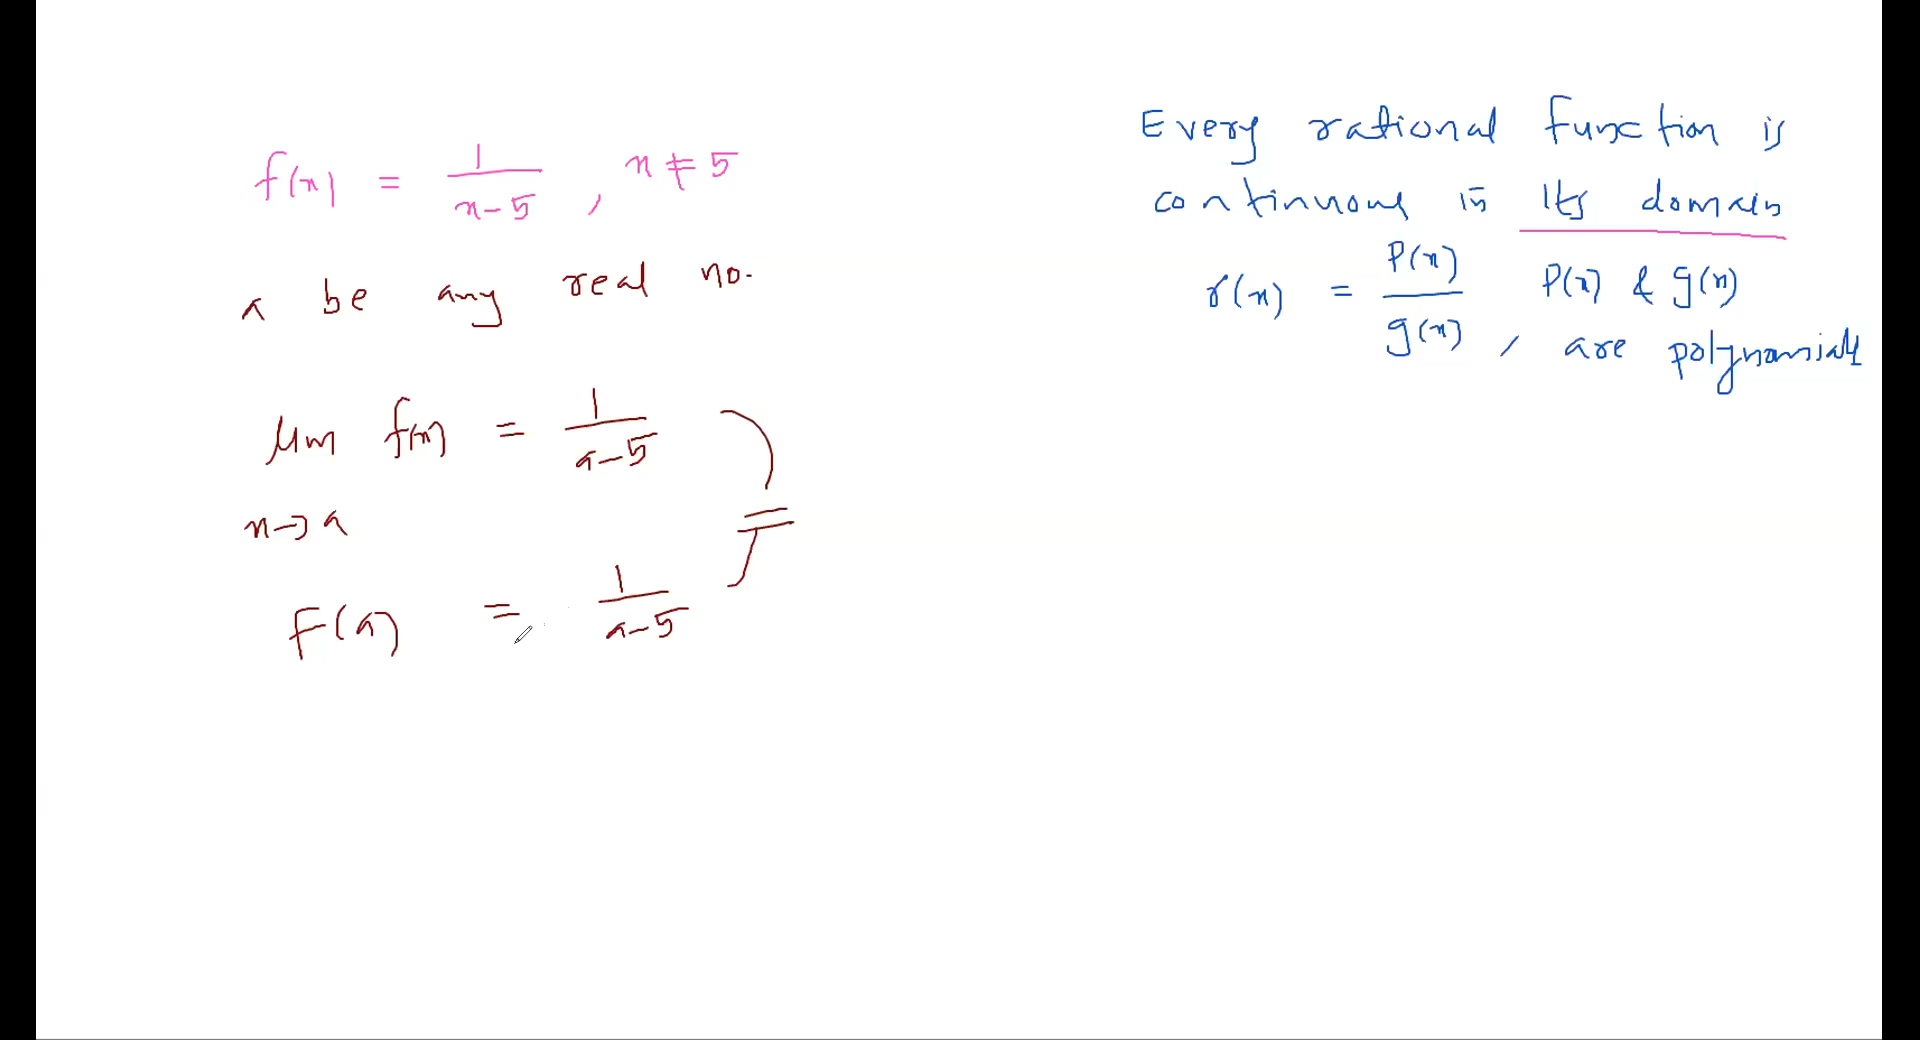 f(x) = 1/(x-5) , x ≠ 5
a be any real no.
lim f(x) = 1/(a-5)
x→a
=
F(a) = 1/(a-5)
Every rational function is
continuous in its domain
r(x) = P(x)/g(x) , P(x) & g(x)
are polynomials